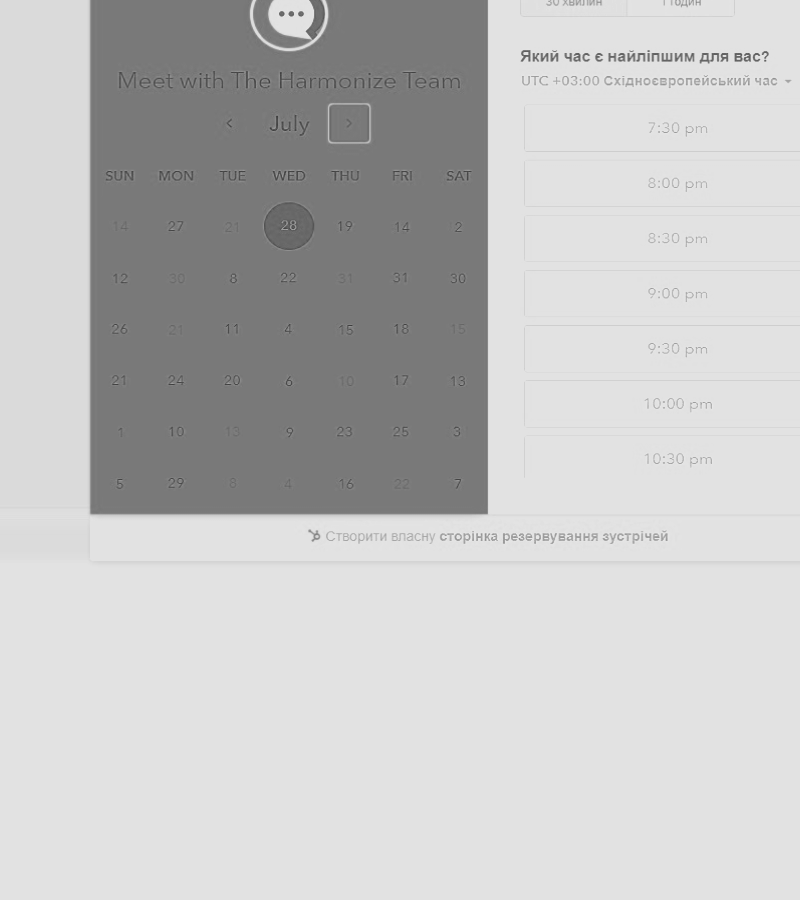 Meet with The Harmonize Team
July
SUN MON TUE WED THU FRI SAT
14 27 21 28 19 14 2
12 30 8 22 31 31 30
26 21 11 4 15 18 15
21 24 20 6 10 17 13
1 10 13 9 23 25 3
5 29 8 4 16 22 7
30 хвилин 1 годин
Який час є найліпшим для вас?
UTC +03:00 Східноєвропейський час
7:30 pm
8:00 pm
8:30 pm
9:00 pm
9:30 pm
10:00 pm
10:30 pm
Створити власну сторінка резервування зустрічей